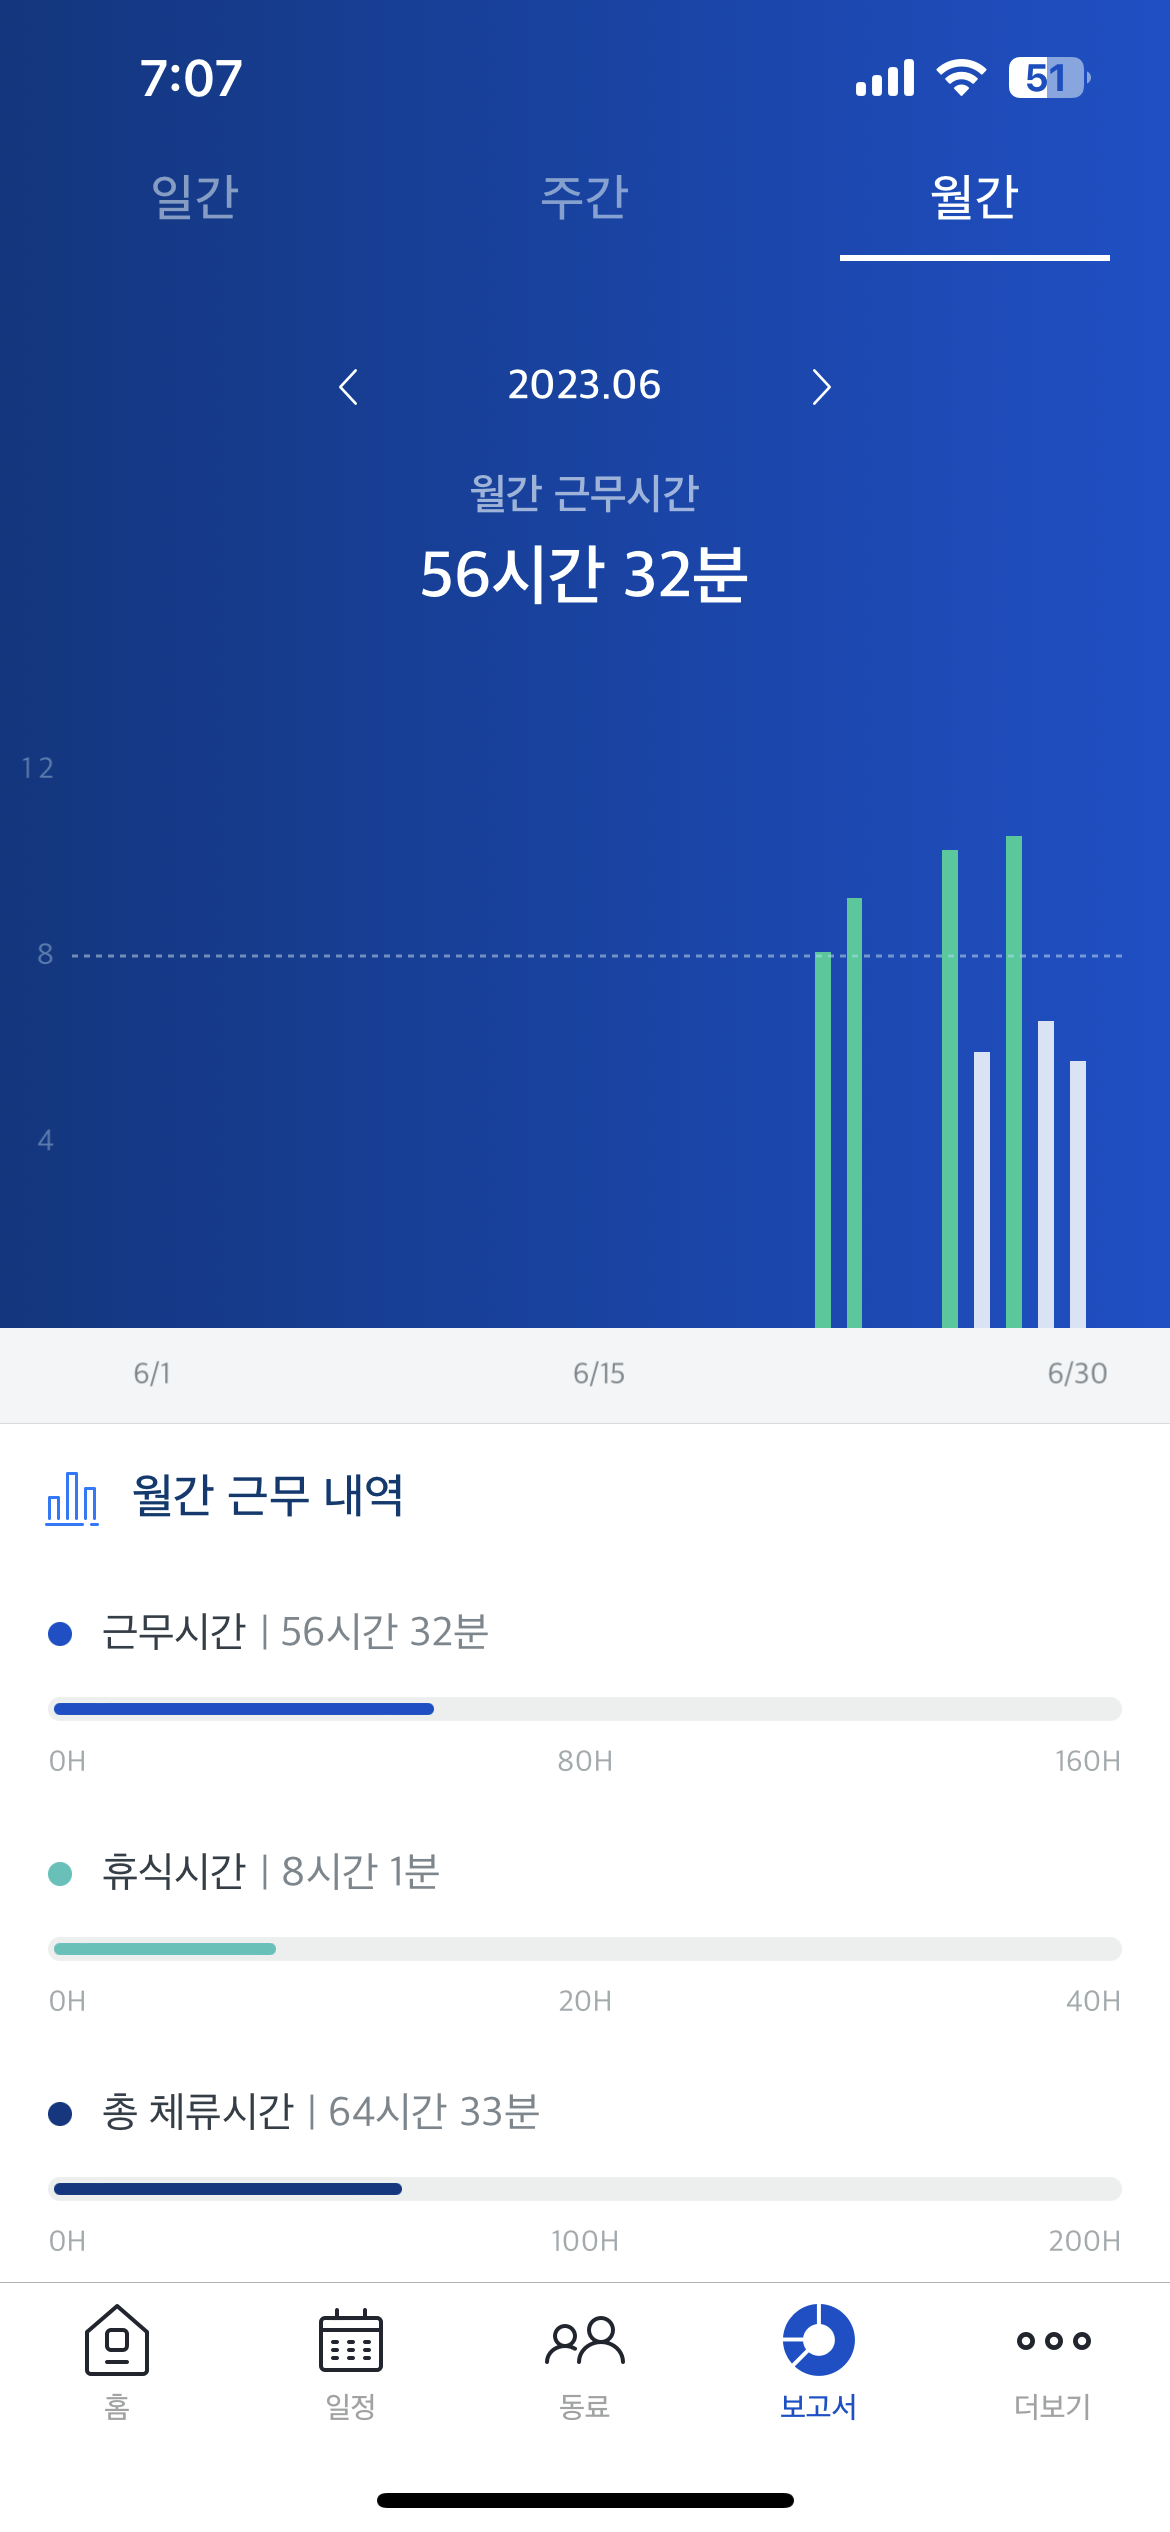 7:07
51
일간 주간 월간
2023.06
월간 근무시간
56시간 32분
12
8
4
6/1 6/15 6/30
월간 근무 내역
근무시간 | 56시간 32분
0H 80H 160H
휴식시간 | 8시간 1분
0H 20H 40H
총 체류시간 | 64시간 33분
0H 100H 200H
홈 일정 동료 보고서 더보기